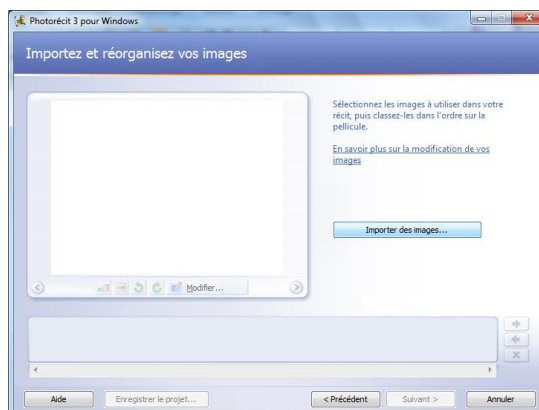 Photorécit 3 pour Windows
Importez et réorganisez vos images
Sélectionnez les images à utiliser dans votre
récit, puis classez-les dans l'ordre sur la
pellicule.
En savoir plus sur la modification de vos
images
Importer des images...
Modifier...
Aide
Enregistrer le projet...
< Précédent
Suivant >
Annuler